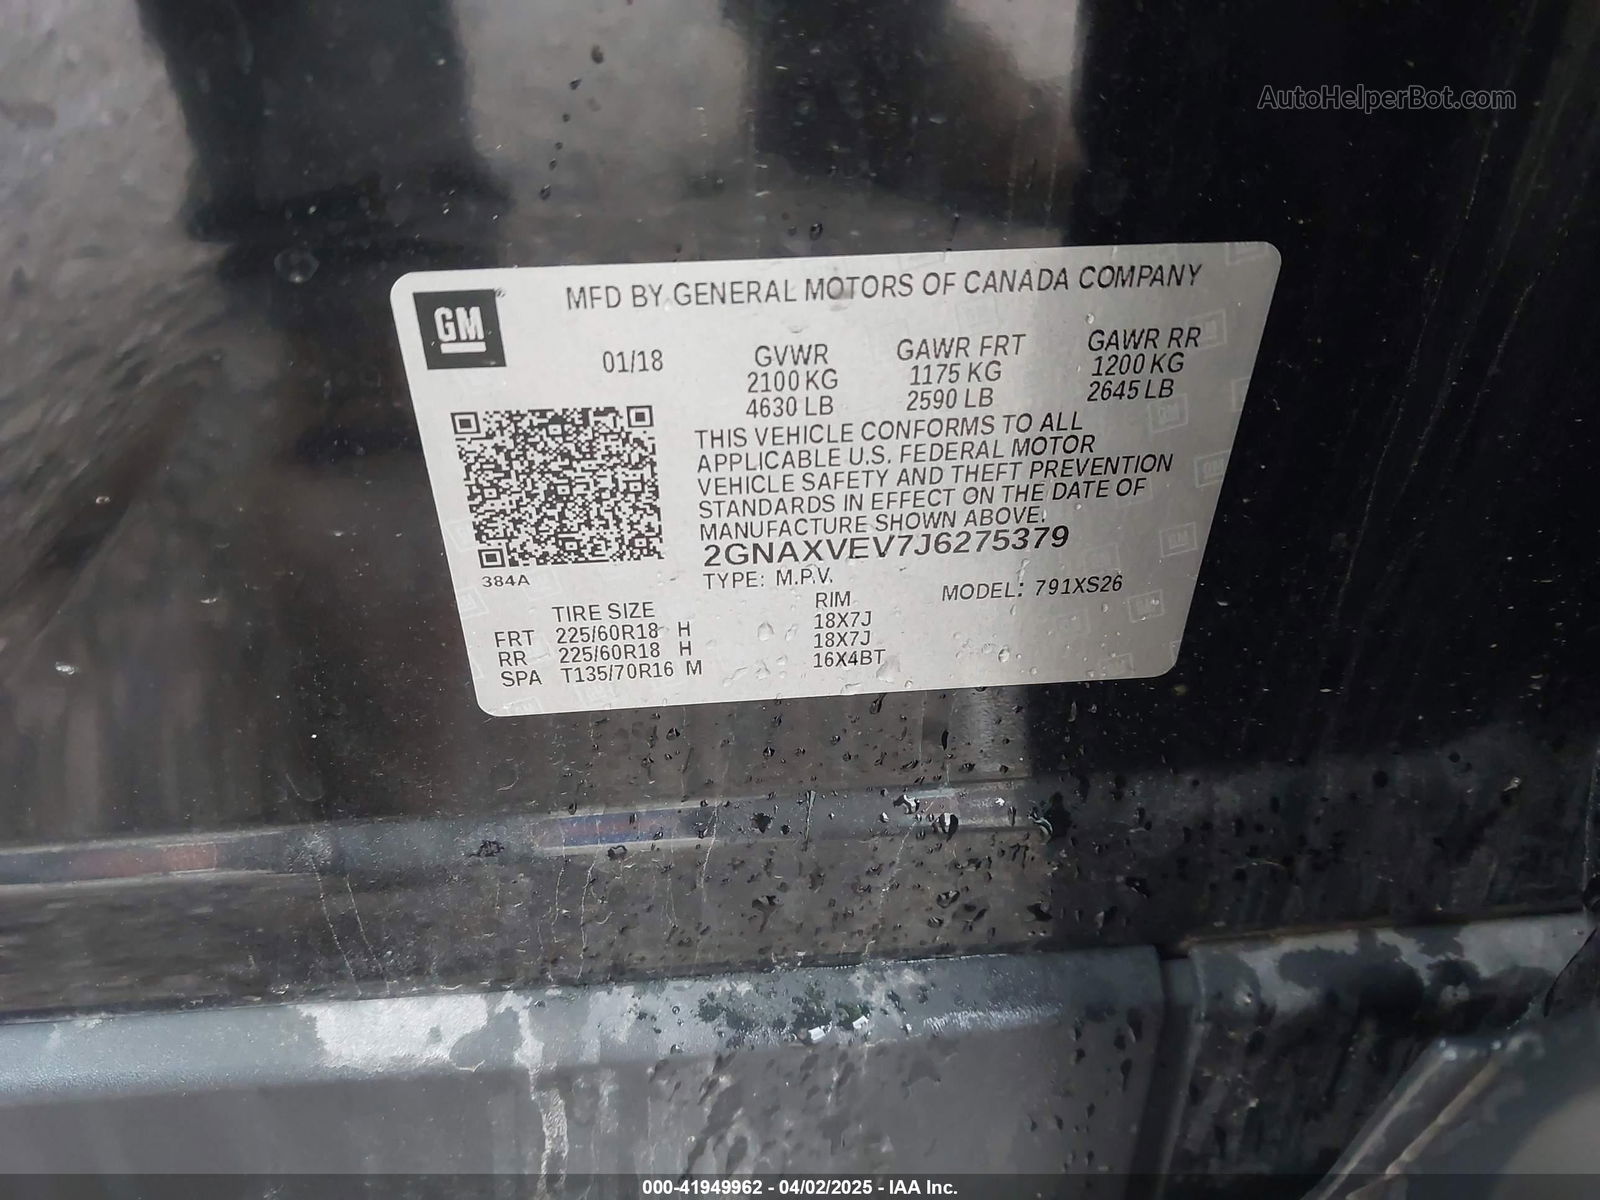 AutoHelperBot.com
GM
MFD BY GENERAL MOTORS OF CANADA COMPANY
01/18
GVWR GAWR FRT GAWR RR
2100 KG 1175 KG 1200 KG
4630 LB 2590 LB 2645 LB
THIS VEHICLE CONFORMS TO ALL
APPLICABLE U.S. FEDERAL MOTOR
VEHICLE SAFETY AND THEFT PREVENTION
STANDARDS IN EFFECT ON THE DATE OF
MANUFACTURE SHOWN ABOVE.
2GNAXVEV7J6275379
384A
TYPE: M.P.V. MODEL: 791XS26
TIRE SIZE RIM
FRT 225/60R18 H 18X7J
RR 225/60R18 H 18X7J
SPA T135/70R16 M 16X4BT
000-41949962 - 04/02/2025 - IAA Inc.